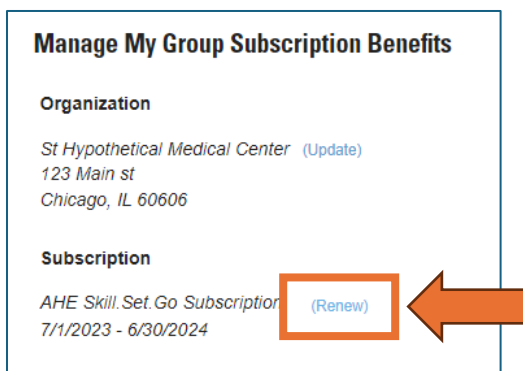 Manage My Group Subscription Benefits
Organization
St Hypothetical Medical Center (Update)
123 Main st
Chicago, IL 60606
Subscription
AHE Skill.Set.Go Subscription (Renew)
7/1/2023 - 6/30/2024